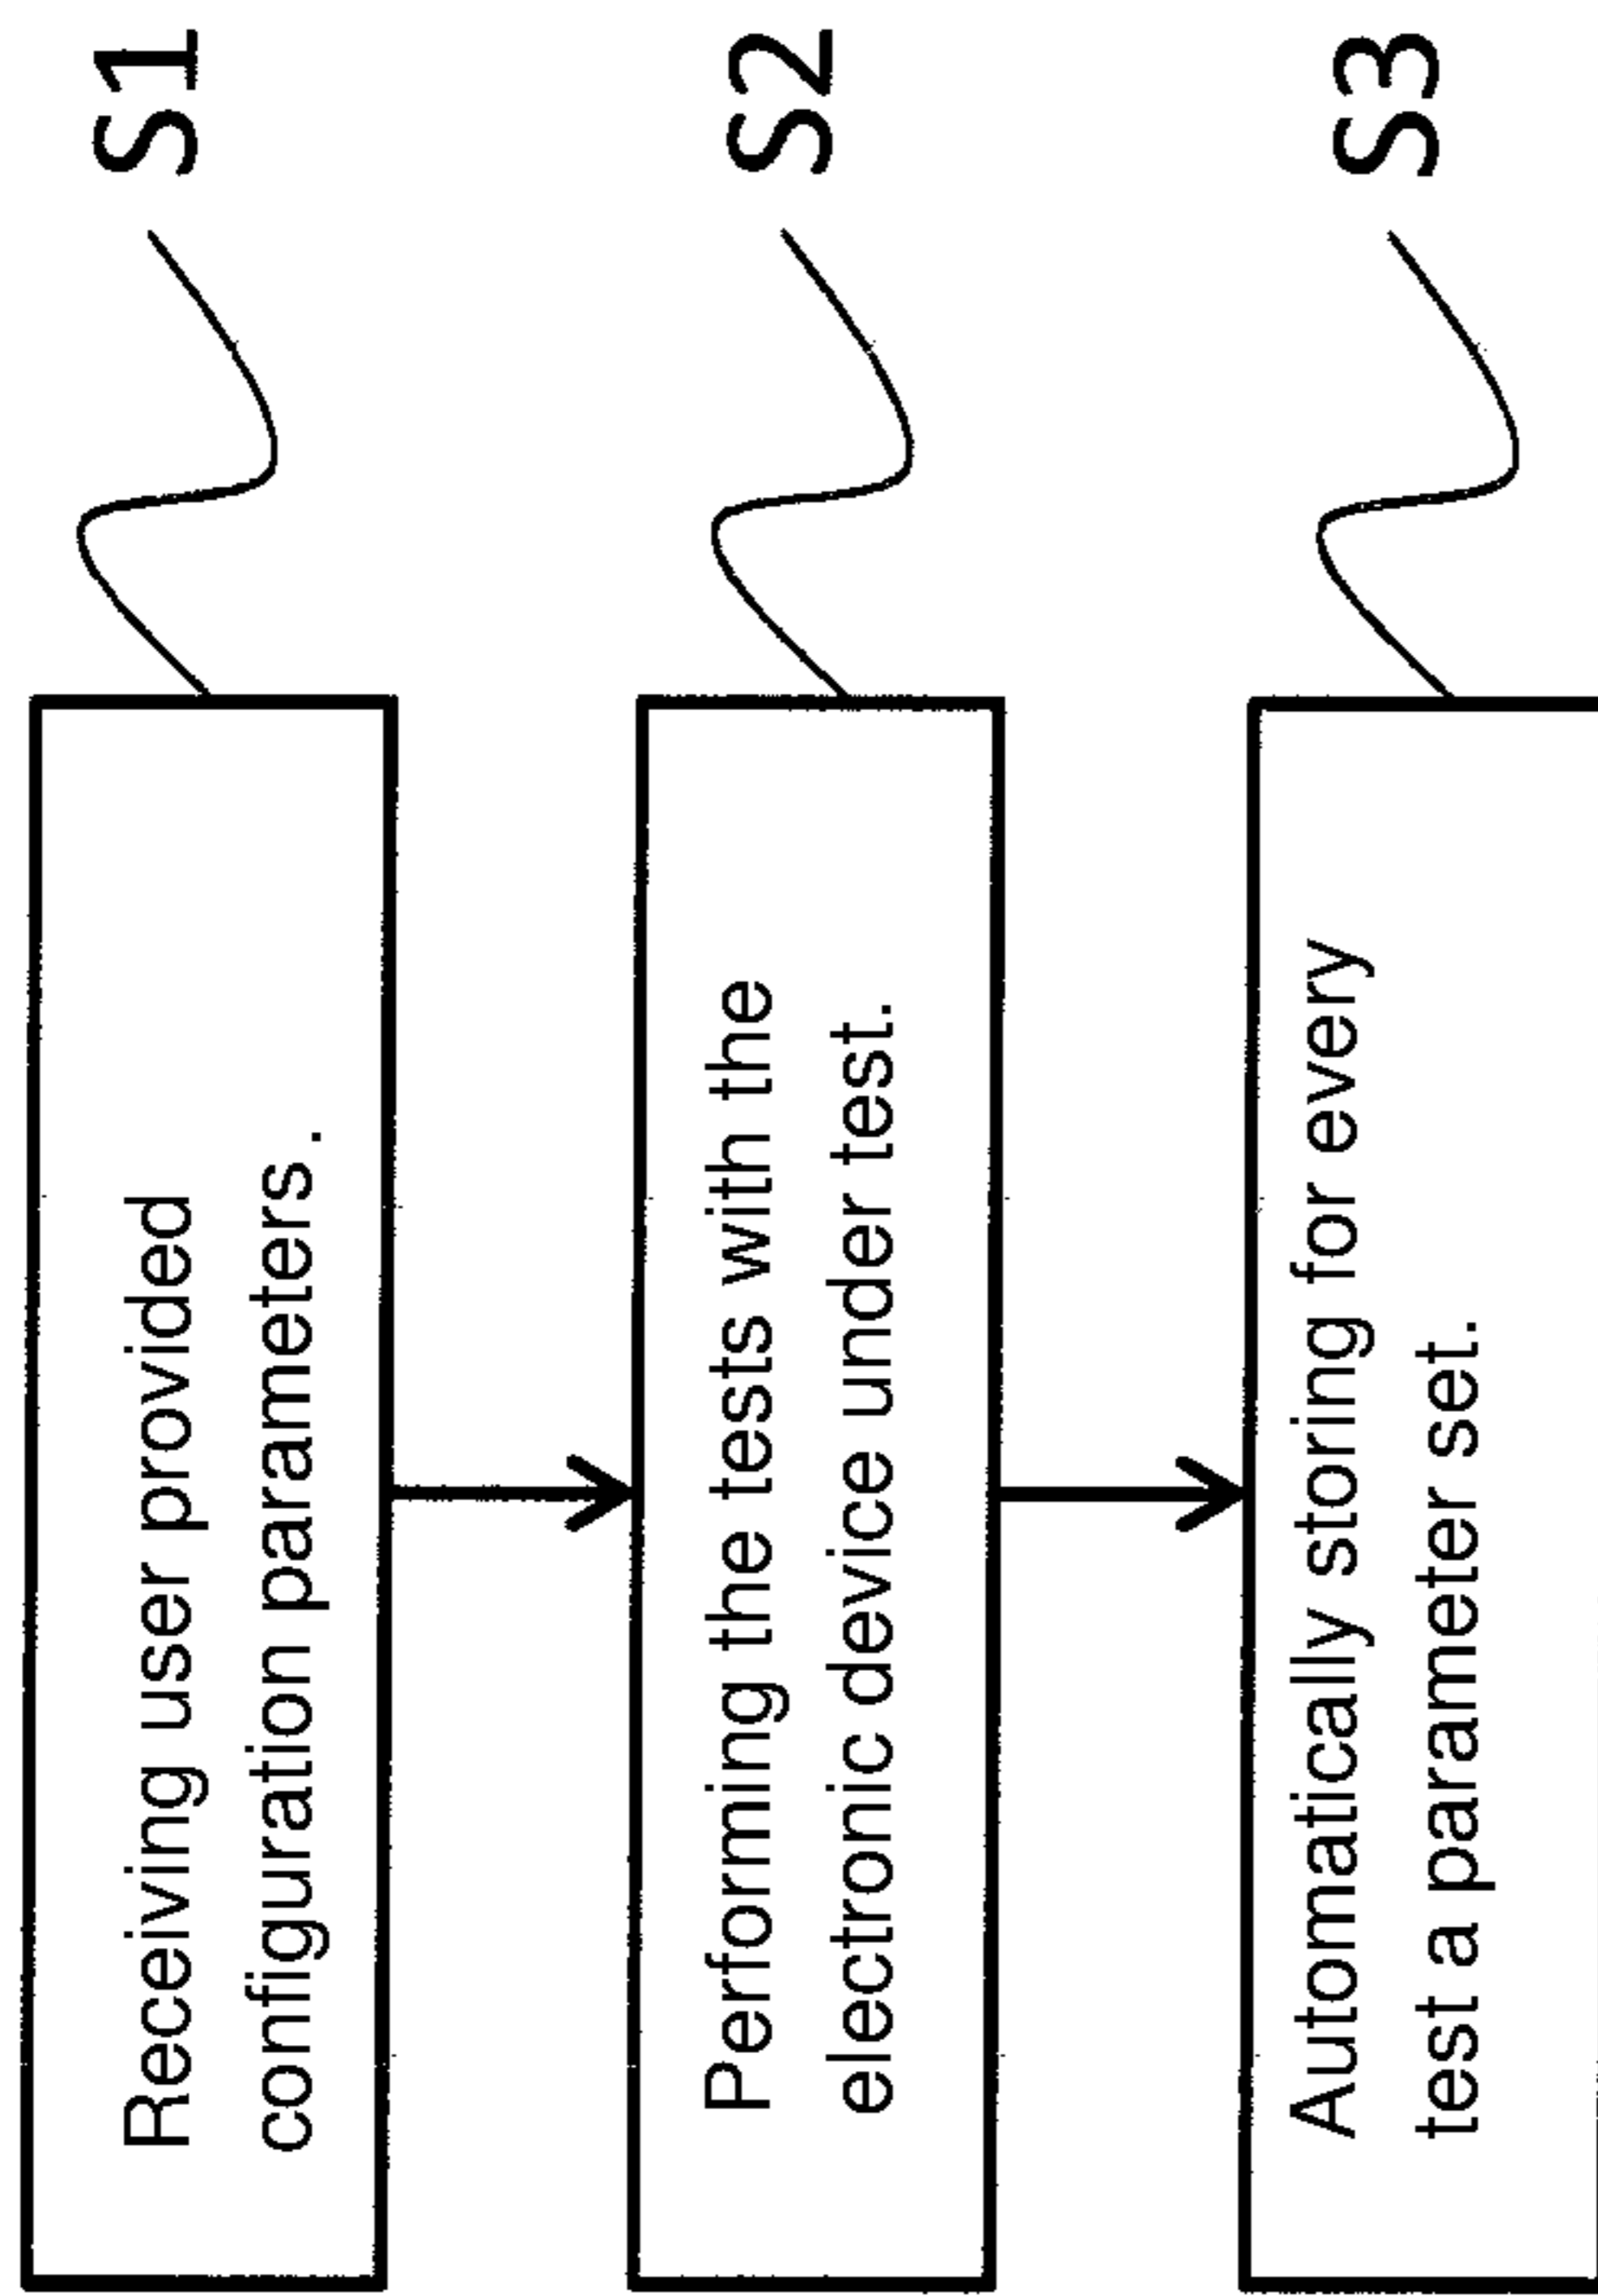 Receiving user provided
configuration parameters.
S1
Performing the tests with the
electronic device under test.
S2
Automatically storing for every
test a parameter set.
S3